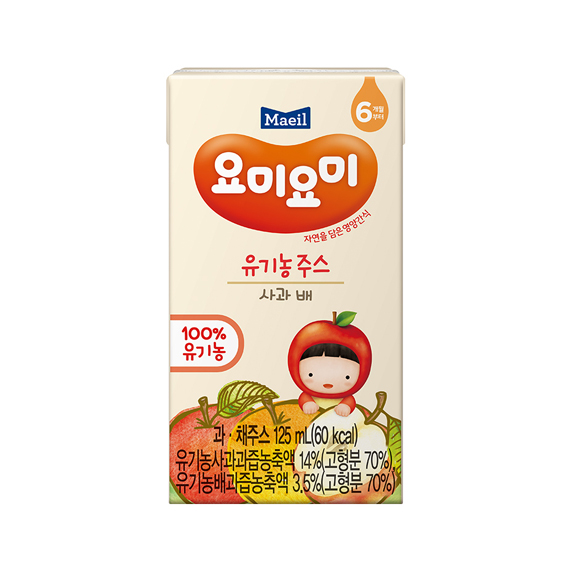 Maeil
6개월부터
요미요미
자연을 담은 영양간식
유기농 주스
사과 배
100%
유기농
과·채주스 125 mL(60 kcal)
유기농사과과즙농축액 14%(고형분 70%),
유기농배과즙농축액 3.5%(고형분 70%)